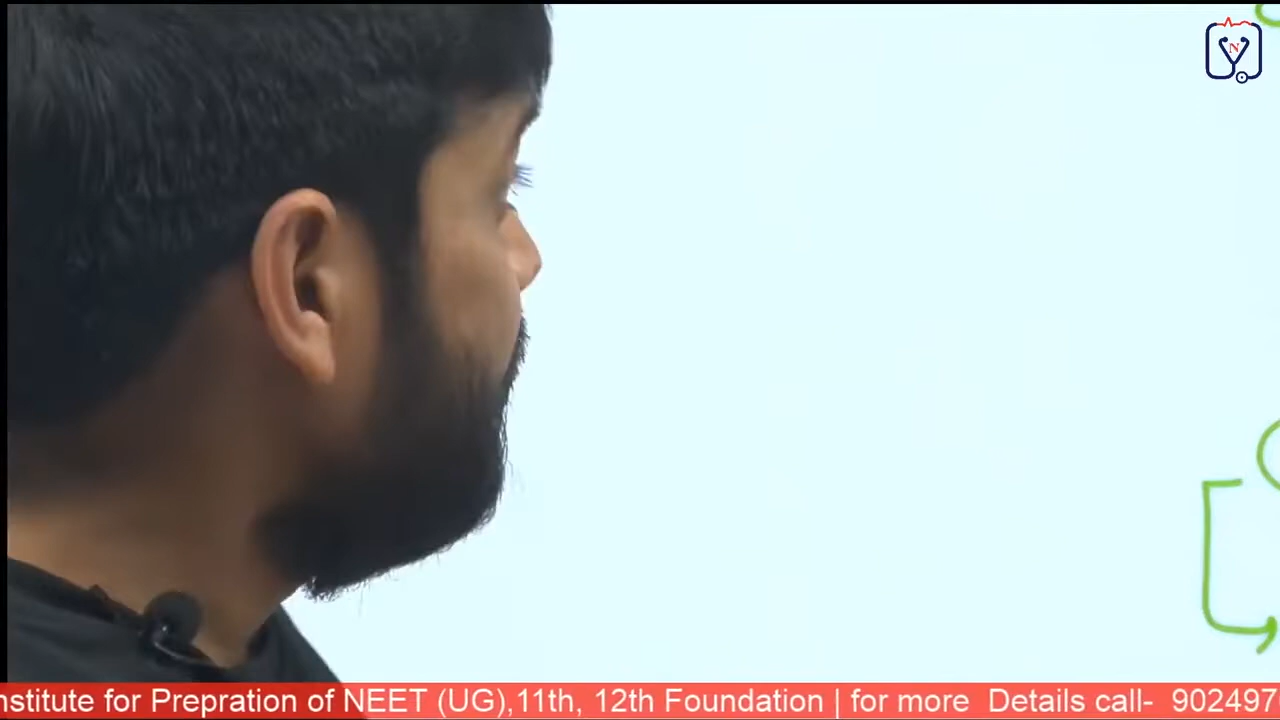 N
nstitute for Prepration of NEET (UG),11th, 12th Foundation | for more Details call- 902497